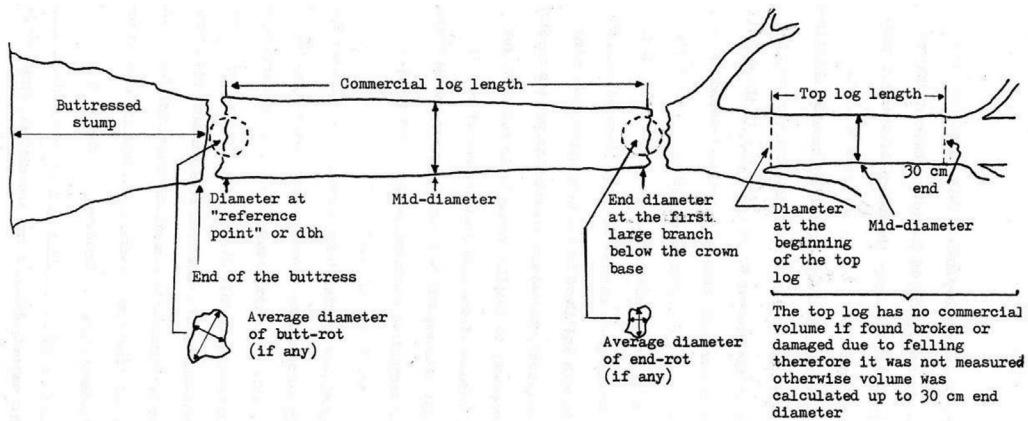 Commercial log length
Top log length
Buttressed
stump
30 cm
end
Diameter at
"reference
point" or dbh
Mid-diameter
End diameter
at the first
large branch
below the crown
base
Diameter
at the
beginning
of the top
log
Mid-diameter
End of the buttress
Average diameter
of butt-rot
(if any)
Average diameter
of end-rot
(if any)
The top log has no commercial
volume if found broken or
damaged due to felling
therefore it was not measured
otherwise volume was
calculated up to 30 cm end
diameter